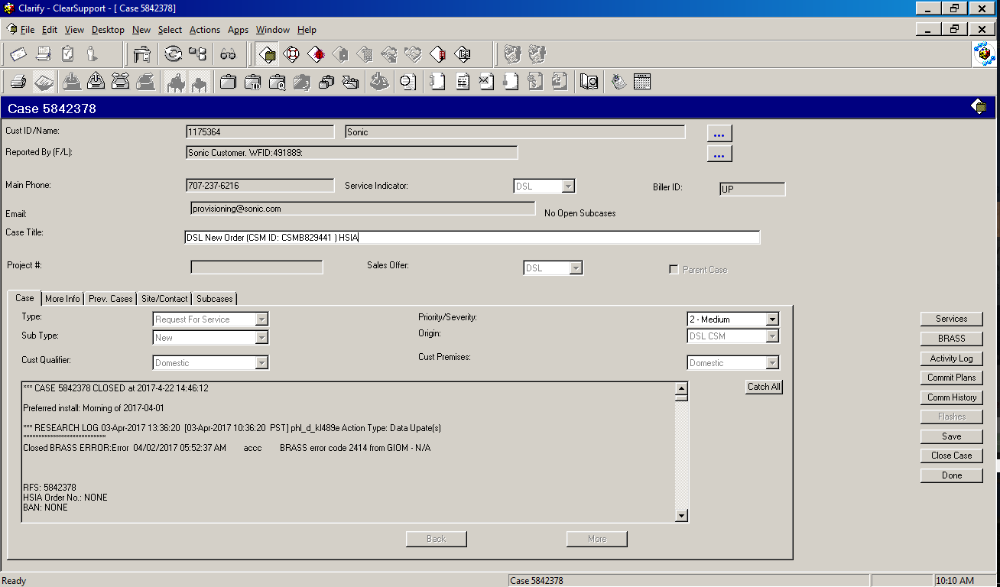 Clarify - ClearSupport - [ Case 5842378]
File Edit View Desktop New Select Actions Apps Window Help
Case 5842378
Cust ID/Name: 1175364 Sonic ...
Reported By (F/L): Sonic Customer. WFID:491889: ...
Main Phone: 707-237-6216 Service Indicator: DSL Biller ID: UP
Email: provisioning@sonic.com No Open Subcases
Case Title: DSL New Order (CSM ID: CSMB829441 ) HSIA
Project #: Sales Offer: DSL Parent Case
Case More Info Prev. Cases Site/Contact Subcases
Type: Request For Service Priority/Severity: 2 - Medium Services
Sub Type: New Origin: DSL CSM BRASS
Cust Qualifier: Domestic Cust Premises: Domestic Activity Log
Commit Plans
*** CASE 5842378 CLOSED at 2017-4-22 14:46:12 Catch All
Comm History
Preferred install: Morning of 2017-04-01
Flashes
*** RESEARCH LOG 03-Apr-2017 13:36:20 [03-Apr-2017 10:36:20 PST] phl_d_kl489e Action Type: Data Upate(s)
Save
***************************
Closed BRASS ERROR:Error 04/02/2017 05:52:37 AM accc BRASS error code 2414 from GIOM - N/A
Close Case
Done
RFS: 5842378
HSIA Order No.: NONE
BAN: NONE
Back More
Ready Case 5842378 10:10 AM